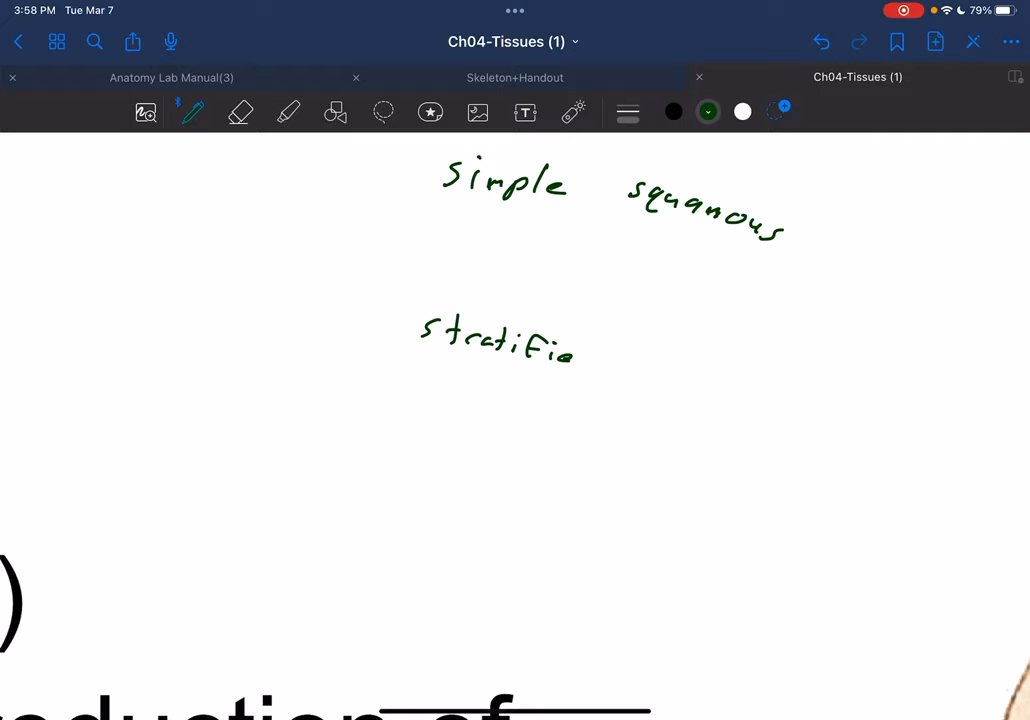 3:58 PM Tue Mar 7
79%
Ch04-Tissues (1)
Anatomy Lab Manual(3)
Skeleton+Handout
Ch04-Tissues (1)
T
simple squamous
stratifie
)